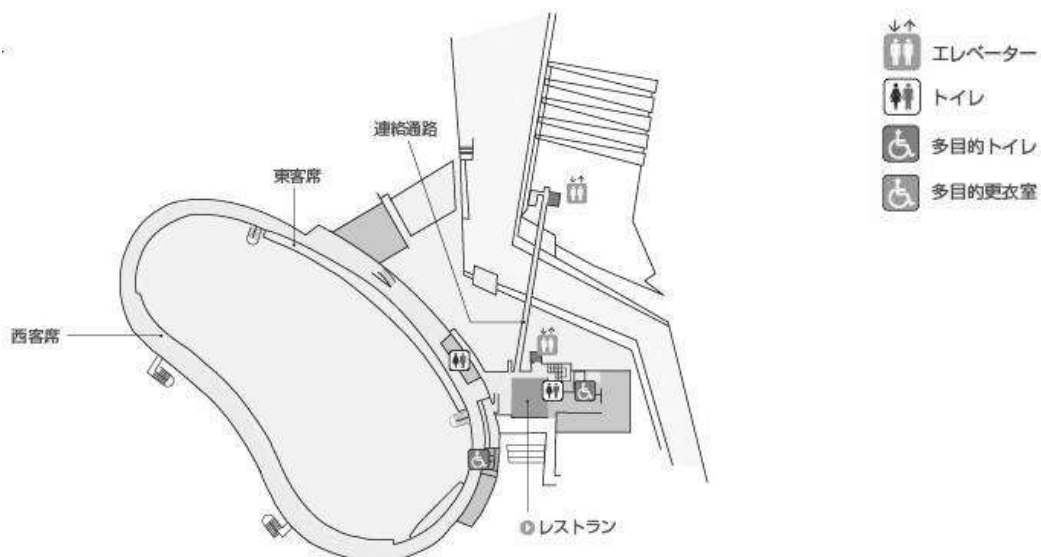 エレベーター
トイレ
多目的トイレ
多目的更衣室
連絡通路
東客席
西客席
レストラン